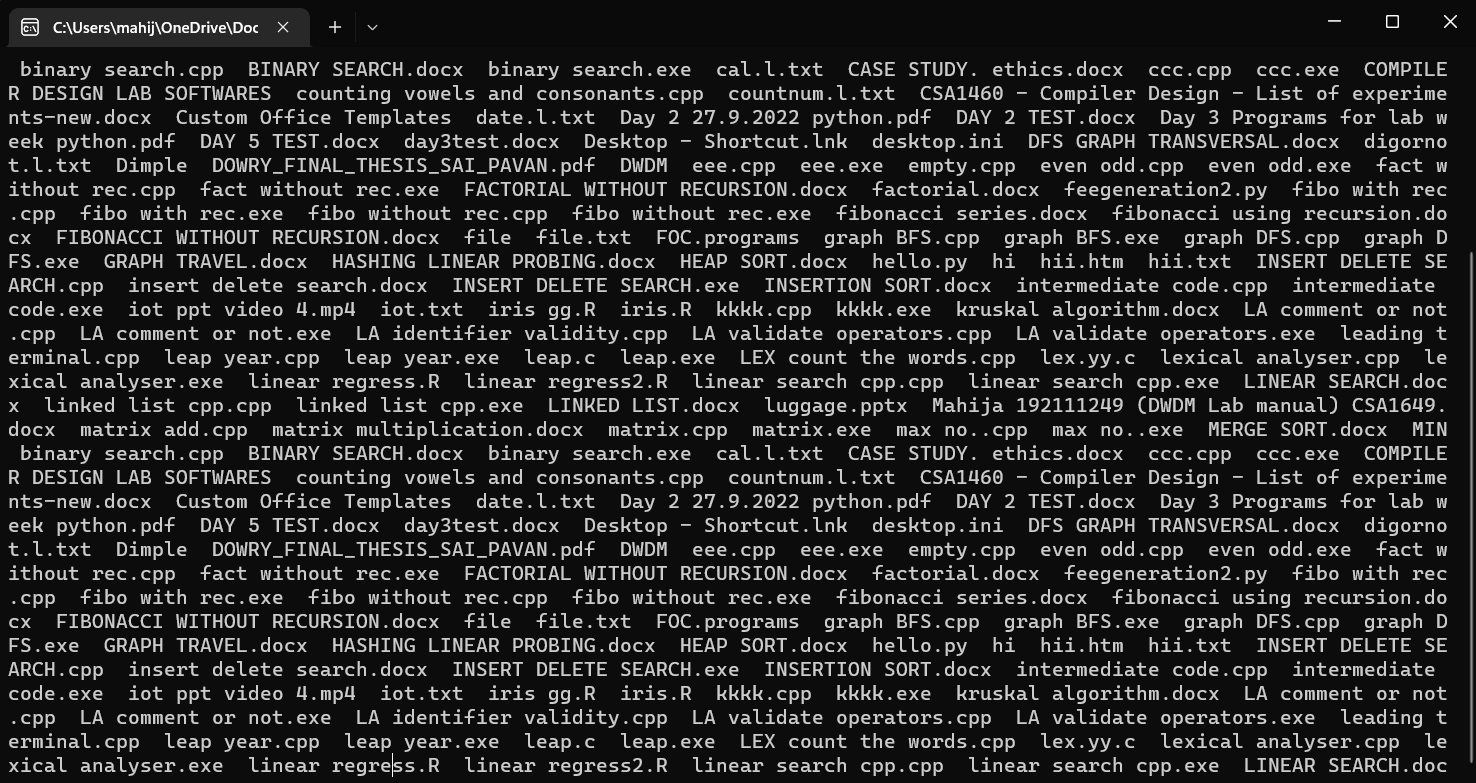 C:\Users\mahij\OneDrive\Doc
binary search.cpp  BINARY SEARCH.docx  binary search.exe  cal.l.txt  CASE STUDY. ethics.docx  ccc.cpp  ccc.exe  COMPILE
R DESIGN LAB SOFTWARES  counting vowels and consonants.cpp  countnum.l.txt  CSA1460 - Compiler Design - List of experime
nts-new.docx  Custom Office Templates  date.l.txt  Day 2 27.9.2022 python.pdf  DAY 2 TEST.docx  Day 3 Programs for lab w
eek python.pdf  DAY 5 TEST.docx  day3test.docx  Desktop - Shortcut.lnk  desktop.ini  DFS GRAPH TRANSVERSAL.docx  digorno
t.l.txt  Dimple  DOWRY_FINAL_THESIS_SAI_PAVAN.pdf  DWDM  eee.cpp  eee.exe  empty.cpp  even odd.cpp  even odd.exe  fact w
ithout rec.cpp  fact without rec.exe  FACTORIAL WITHOUT RECURSION.docx  factorial.docx  feegeneration2.py  fibo with rec
.cpp  fibo with rec.exe  fibo without rec.cpp  fibo without rec.exe  fibonacci series.docx  fibonacci using recursion.do
cx  FIBONACCI WITHOUT RECURSION.docx  file  file.txt  FOC.programs  graph BFS.cpp  graph BFS.exe  graph DFS.cpp  graph D
FS.exe  GRAPH TRAVEL.docx  HASHING LINEAR PROBING.docx  HEAP SORT.docx  hello.py  hi  hii.htm  hii.txt  INSERT DELETE SE
ARCH.cpp  insert delete search.docx  INSERT DELETE SEARCH.exe  INSERTION SORT.docx  intermediate code.cpp  intermediate
code.exe  iot ppt video 4.mp4  iot.txt  iris gg.R  iris.R  kkkk.cpp  kkkk.exe  kruskal algorithm.docx  LA comment or not
.cpp  LA comment or not.exe  LA identifier validity.cpp  LA validate operators.cpp  LA validate operators.exe  leading t
erminal.cpp  leap year.cpp  leap year.exe  leap.c  leap.exe  LEX count the words.cpp  lex.yy.c  lexical analyser.cpp  le
xical analyser.exe  linear regress.R  linear regress2.R  linear search cpp.cpp  linear search cpp.exe  LINEAR SEARCH.doc
x  linked list cpp.cpp  linked list cpp.exe  LINKED LIST.docx  luggage.pptx  Mahija 192111249 (DWDM Lab manual) CSA1649.
docx  matrix add.cpp  matrix multiplication.docx  matrix.cpp  matrix.exe  max no..cpp  max no..exe  MERGE SORT.docx  MIN
binary search.cpp  BINARY SEARCH.docx  binary search.exe  cal.l.txt  CASE STUDY. ethics.docx  ccc.cpp  ccc.exe  COMPILE
R DESIGN LAB SOFTWARES  counting vowels and consonants.cpp  countnum.l.txt  CSA1460 - Compiler Design - List of experime
nts-new.docx  Custom Office Templates  date.l.txt  Day 2 27.9.2022 python.pdf  DAY 2 TEST.docx  Day 3 Programs for lab w
eek python.pdf  DAY 5 TEST.docx  day3test.docx  Desktop - Shortcut.lnk  desktop.ini  DFS GRAPH TRANSVERSAL.docx  digorno
t.l.txt  Dimple  DOWRY_FINAL_THESIS_SAI_PAVAN.pdf  DWDM  eee.cpp  eee.exe  empty.cpp  even odd.cpp  even odd.exe  fact w
ithout rec.cpp  fact without rec.exe  FACTORIAL WITHOUT RECURSION.docx  factorial.docx  feegeneration2.py  fibo with rec
.cpp  fibo with rec.exe  fibo without rec.cpp  fibo without rec.exe  fibonacci series.docx  fibonacci using recursion.do
cx  FIBONACCI WITHOUT RECURSION.docx  file  file.txt  FOC.programs  graph BFS.cpp  graph BFS.exe  graph DFS.cpp  graph D
FS.exe  GRAPH TRAVEL.docx  HASHING LINEAR PROBING.docx  HEAP SORT.docx  hello.py  hi  hii.htm  hii.txt  INSERT DELETE SE
ARCH.cpp  insert delete search.docx  INSERT DELETE SEARCH.exe  INSERTION SORT.docx  intermediate code.cpp  intermediate
code.exe  iot ppt video 4.mp4  iot.txt  iris gg.R  iris.R  kkkk.cpp  kkkk.exe  kruskal algorithm.docx  LA comment or not
.cpp  LA comment or not.exe  LA identifier validity.cpp  LA validate operators.cpp  LA validate operators.exe  leading t
erminal.cpp  leap year.cpp  leap year.exe  leap.c  leap.exe  LEX count the words.cpp  lex.yy.c  lexical analyser.cpp  le
xical analyser.exe  linear regress.R  linear regress2.R  linear search cpp.cpp  linear search cpp.exe  LINEAR SEARCH.doc